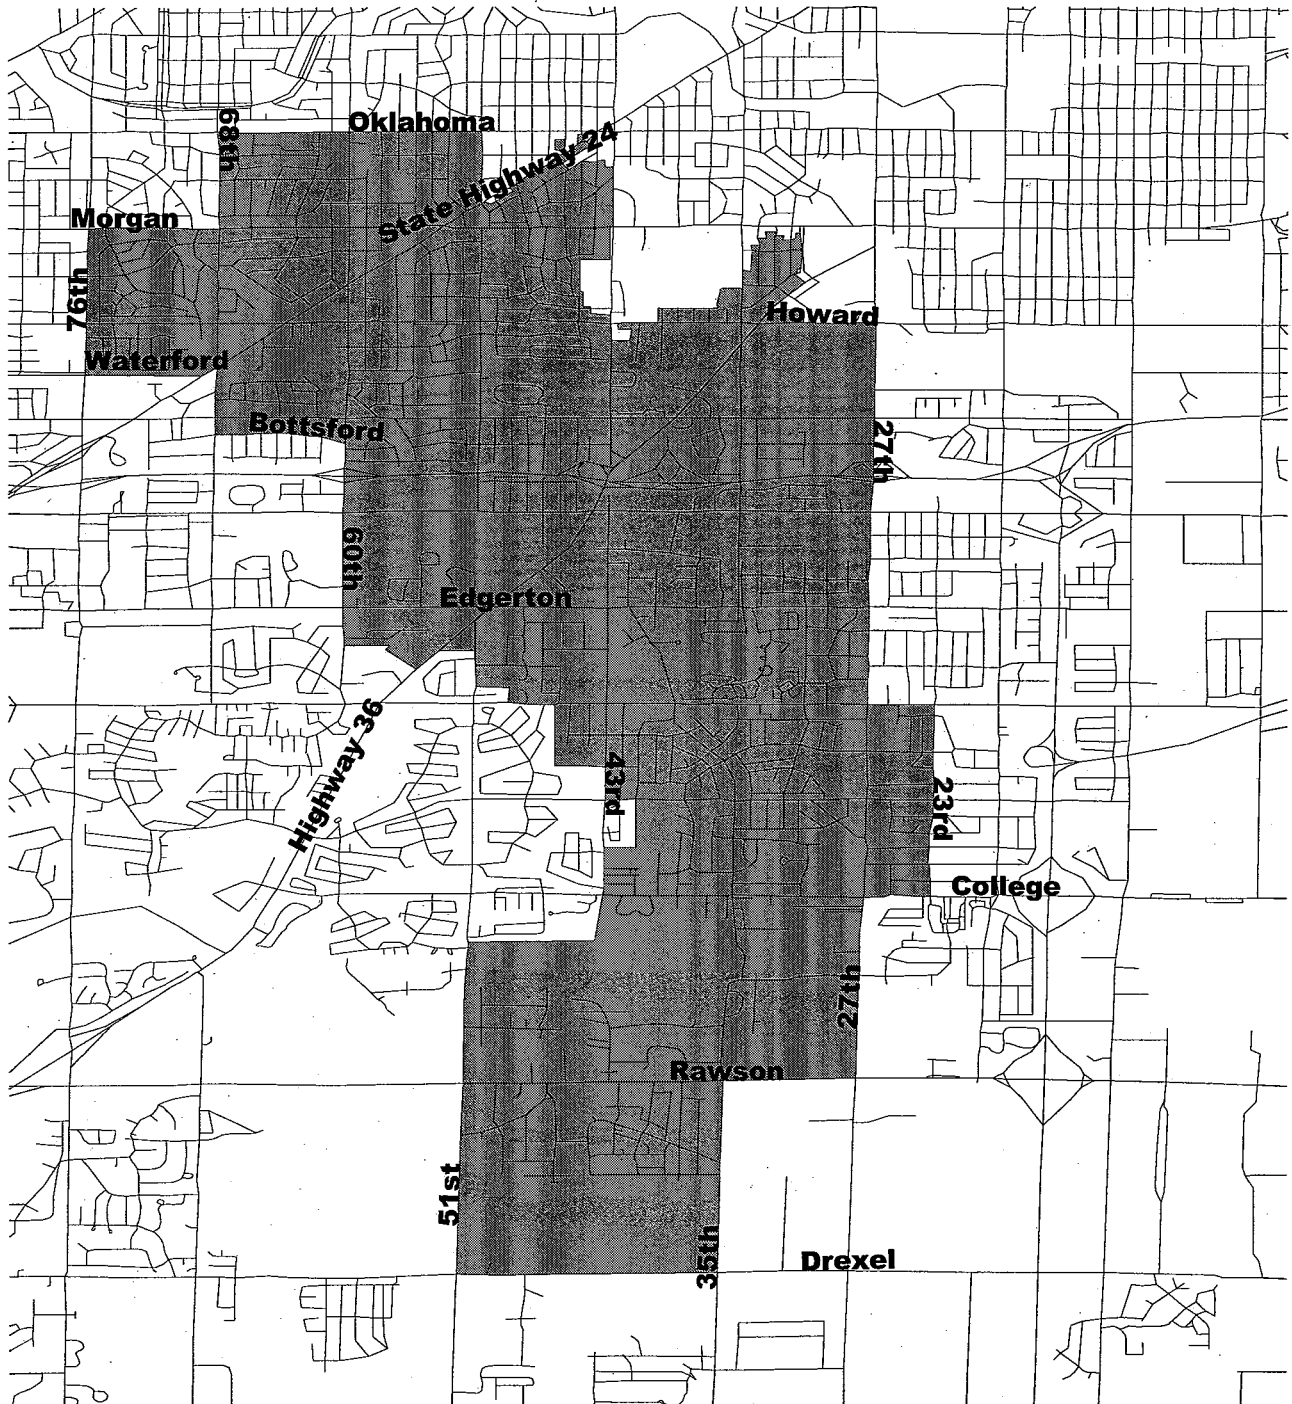 68th
Oklahoma
State Highway 24
Morgan
76th
Howard
Waterford
Bottsford
27th
60th
Edgerton
Highway 36
43rd
23rd
College
27th
Rawson
51st
35th
Drexel